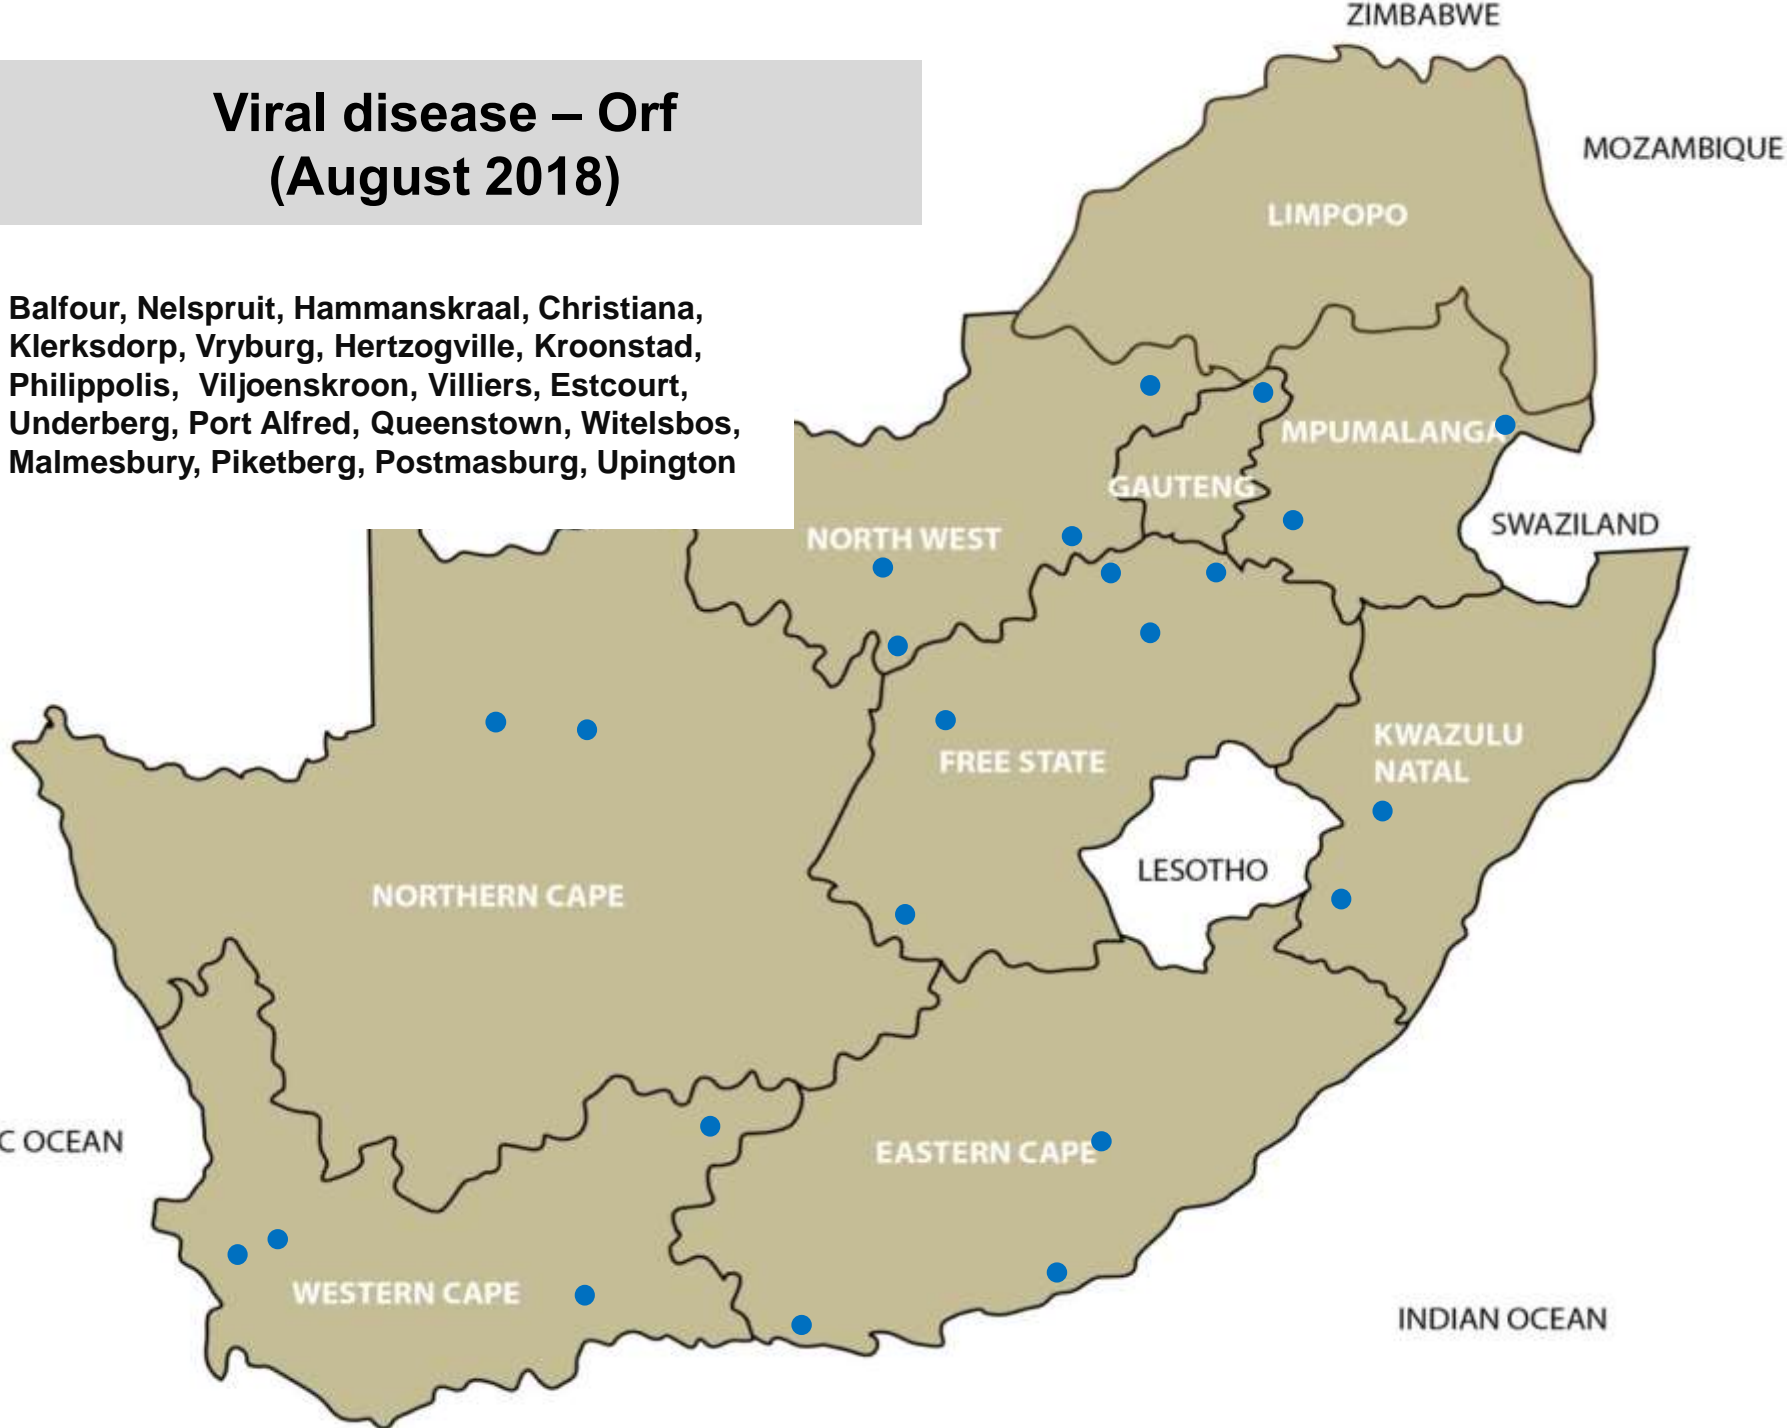 ZIMBABWE
Viral disease – Orf
(August 2018)
MOZAMBIQUE
LIMPOPO
Balfour, Nelspruit, Hammanskraal, Christiana,
Klerksdorp, Vryburg, Hertzogville, Kroonstad,
Philippolis, Viljoenskroon, Villiers, Estcourt,
Underberg, Port Alfred, Queenstown, Witelsbos,
Malmesbury, Piketberg, Postmasburg, Upington
MPUMALANGA
GAUTENG
SWAZILAND
NORTH WEST
KWAZULU
NATAL
FREE STATE
LESOTHO
NORTHERN CAPE
C OCEAN
EASTERN CAPE
WESTERN CAPE
INDIAN OCEAN